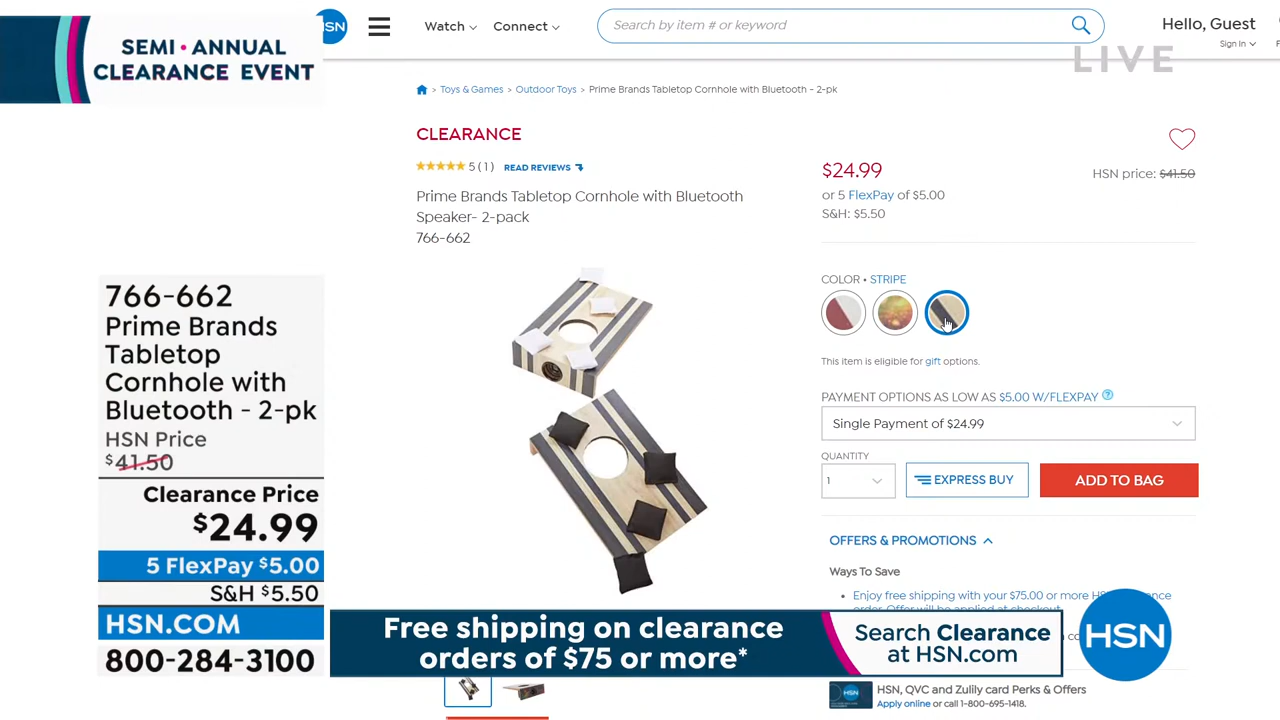 SEMI • ANNUAL
CLEARANCE EVENT
HSN
Watch
Connect
Search by item # or keyword
Hello, Guest
Sign In
LIVE
> Toys & Games > Outdoor Toys > Prime Brands Tabletop Cornhole with Bluetooth - 2-pk
CLEARANCE
5 (1) READ REVIEWS
Prime Brands Tabletop Cornhole with Bluetooth
Speaker- 2-pack
766-662
$24.99
HSN price: $41.50
or 5 FlexPay of $5.00
S&H: $5.50
COLOR • STRIPE
This item is eligible for gift options.
PAYMENT OPTIONS AS LOW AS $5.00 W/FLEXPAY ?
Single Payment of $24.99
QUANTITY
1
EXPRESS BUY
ADD TO BAG
OFFERS & PROMOTIONS
Ways To Save
• Enjoy free shipping with your $75.00 or more
order. Offer will be applied at checkout.
766-662
Prime Brands
Tabletop
Cornhole with
Bluetooth - 2-pk
HSN Price
$41.50
Clearance Price
$24.99
5 FlexPay $5.00
S&H $5.50
HSN.COM
800-284-3100
Free shipping on clearance
orders of $75 or more*
Search Clearance
at HSN.com
HSN
HSN
HSN, QVC and Zulily card Perks & Offers
Apply online or call 1-800-695-1418.